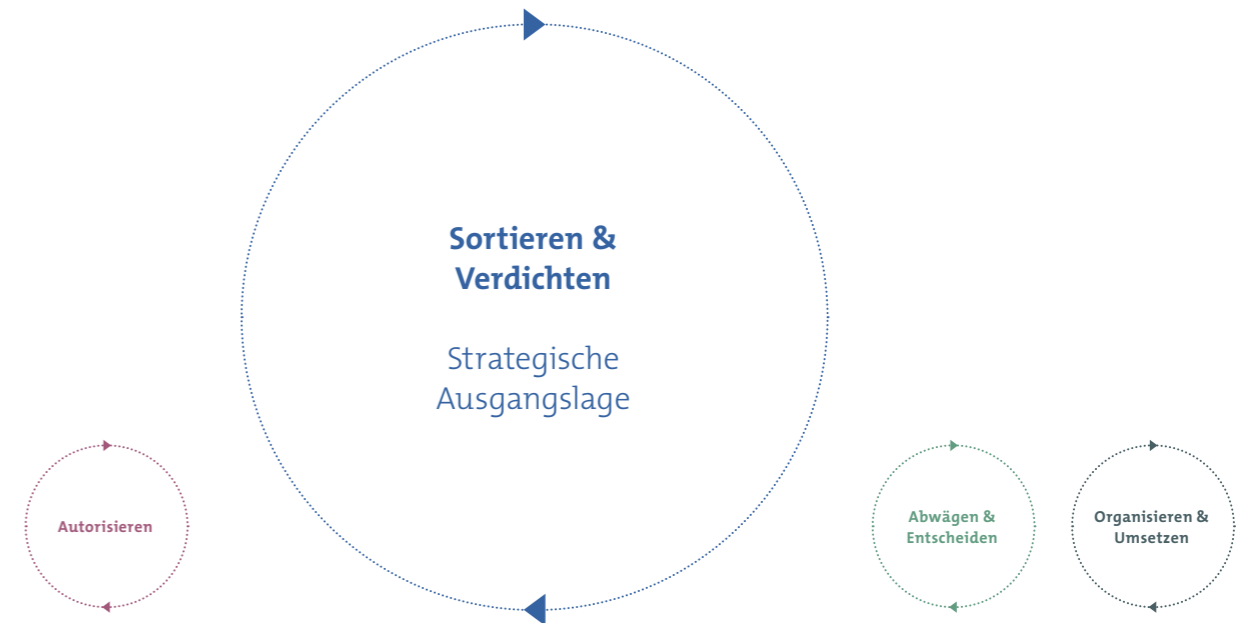 Autorisieren
Sortieren &
Verdichten
Strategische
Ausgangslage
Abwägen &
Entscheiden
Organisieren &
Umsetzen